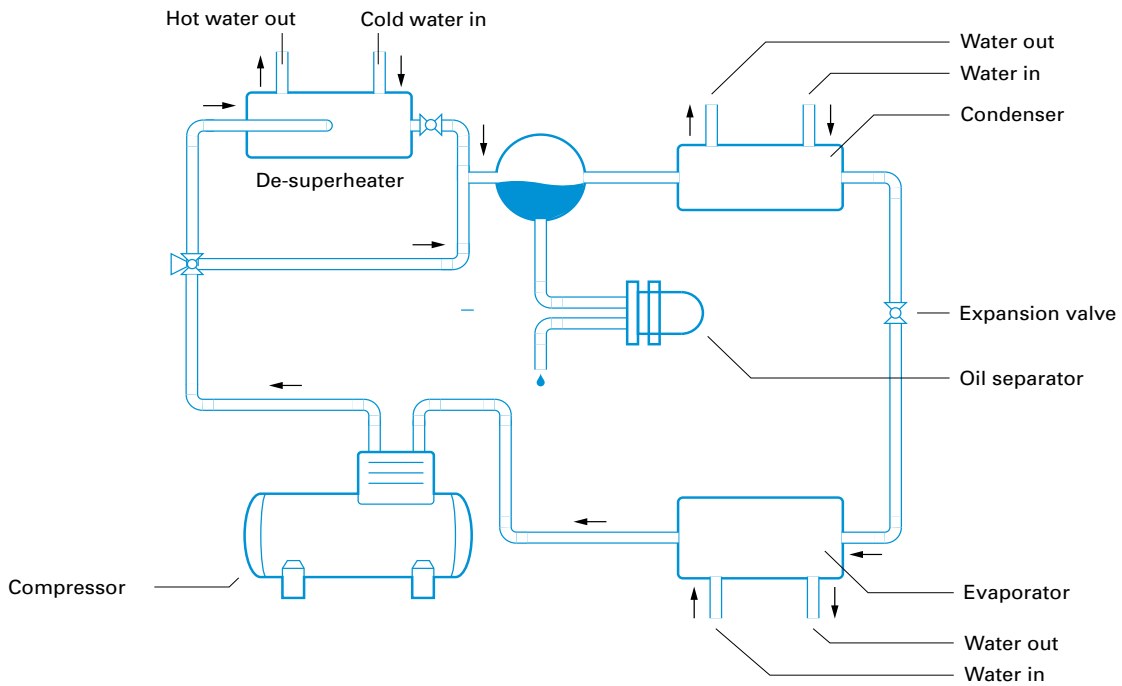 Hot water out
Cold water in
Water out
Water in
Condenser
De-superheater
Expansion valve
Oil separator
Compressor
Evaporator
Water out
Water in